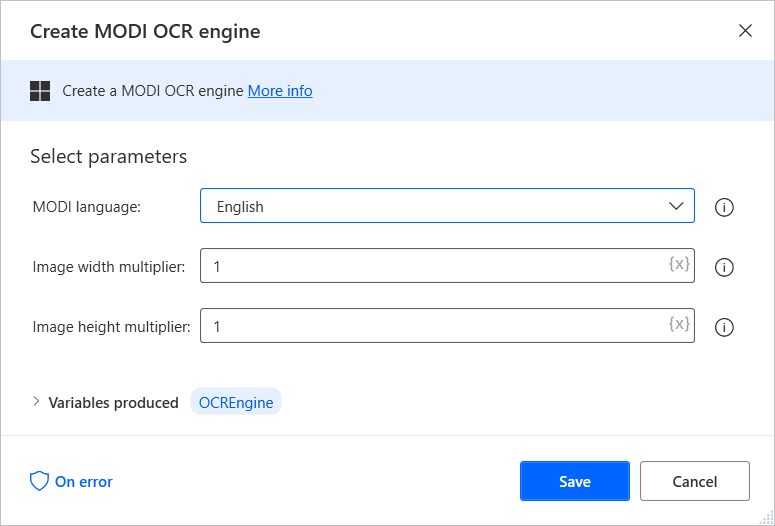 Create MODI OCR engine
Create a MODI OCR engine More info
Select parameters
MODI language: English
Image width multiplier: 1 {x}
Image height multiplier: 1 {x}
Variables produced OCREngine
On error Save Cancel